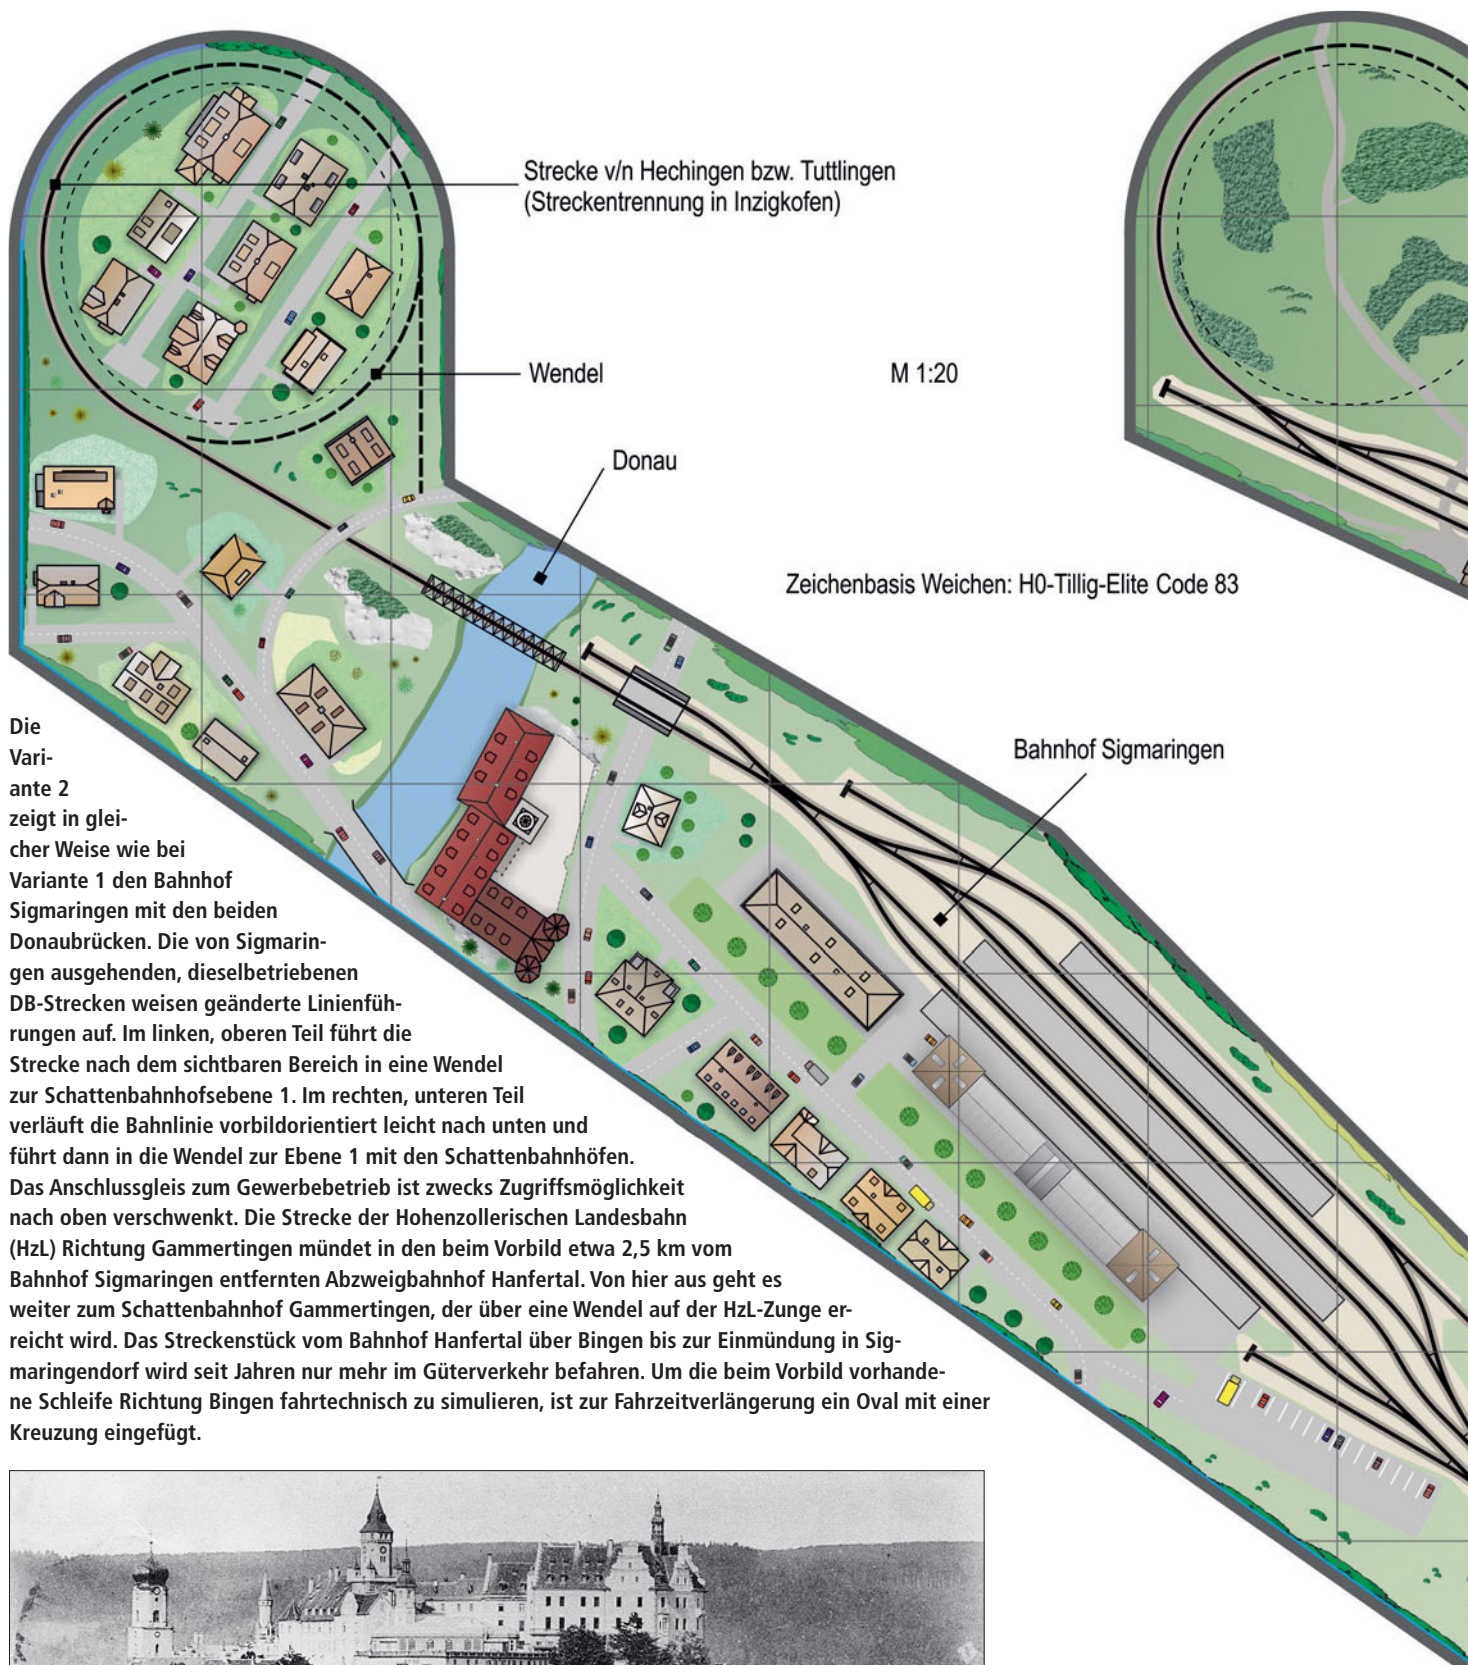 Strecke v/n Hechingen bzw. Tuttlingen
(Streckentrennung in Inzigkofen)
Wendel
M 1:20
Donau
Zeichenbasis Weichen: H0-Tillig-Elite Code 83
Bahnhof Sigmaringen
Die
Vari-
ante 2
zeigt in glei-
cher Weise wie bei
Variante 1 den Bahnhof
Sigmaringen mit den beiden
Donaubrücken. Die von Sigmarin-
gen ausgehenden, dieselbetriebenen
DB-Strecken weisen geänderte Linienfüh-
rungen auf. Im linken, oberen Teil führt die
Strecke nach dem sichtbaren Bereich in eine Wendel
zur Schattenbahnhofsebene 1. Im rechten, unteren Teil
verläuft die Bahnlinie vorbildorientiert leicht nach unten und
führt dann in die Wendel zur Ebene 1 mit den Schattenbahnhöfen.
Das Anschlussgleis zum Gewerbebetrieb ist zwecks Zugriffsmöglichkeit
nach oben verschwenkt. Die Strecke der Hohenzollerischen Landesbahn
(HzL) Richtung Gammertingen mündet in den beim Vorbild etwa 2,5 km vom
Bahnhof Sigmaringen entfernten Abzweigbahnhof Hanfertal. Von hier aus geht es
weiter zum Schattenbahnhof Gammertingen, der über eine Wendel auf der HzL-Zunge er-
reicht wird. Das Streckenstück vom Bahnhof Hanfertal über Bingen bis zur Einmündung in Sig-
maringendorf wird seit Jahren nur mehr im Güterverkehr befahren. Um die beim Vorbild vorhande-
ne Schleife Richtung Bingen fahrtechnisch zu simulieren, ist zur Fahrzeitverlängerung ein Oval mit einer
Kreuzung eingefügt.